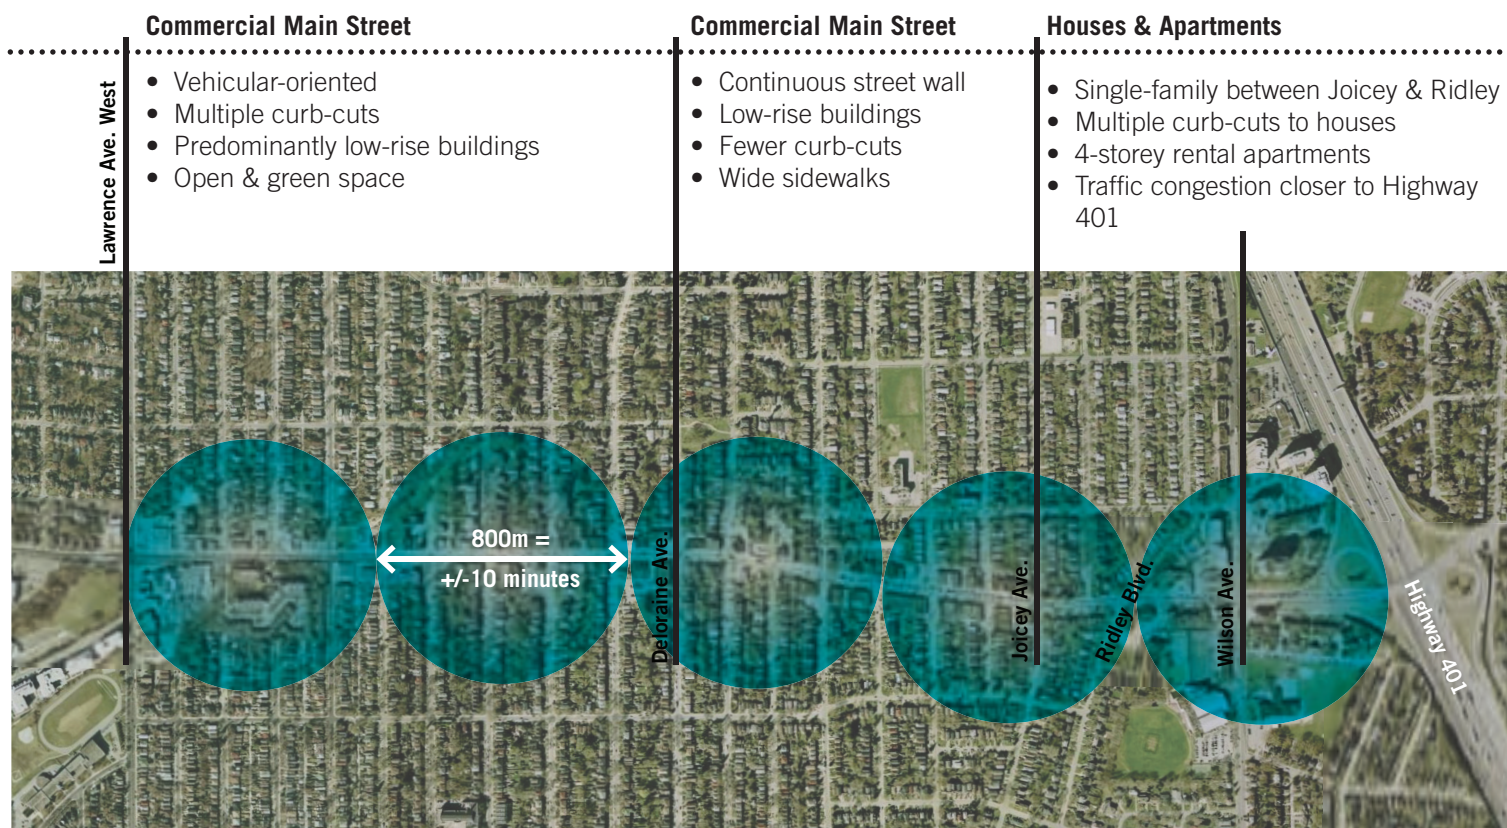 Commercial Main Street
Commercial Main Street
Houses & Apartments
Lawrence Ave. West
• Vehicular-oriented
• Multiple curb-cuts
• Predominantly low-rise buildings
• Open & green space
• Continuous street wall
• Low-rise buildings
• Fewer curb-cuts
• Wide sidewalks
• Single-family between Joicey & Ridley
• Multiple curb-cuts to houses
• 4-storey rental apartments
• Traffic congestion closer to Highway
401
800m =
+/-10 minutes
Deloraine Ave.
Joicey Ave.
Ridley Blvd.
Wilson Ave.
Highway 401